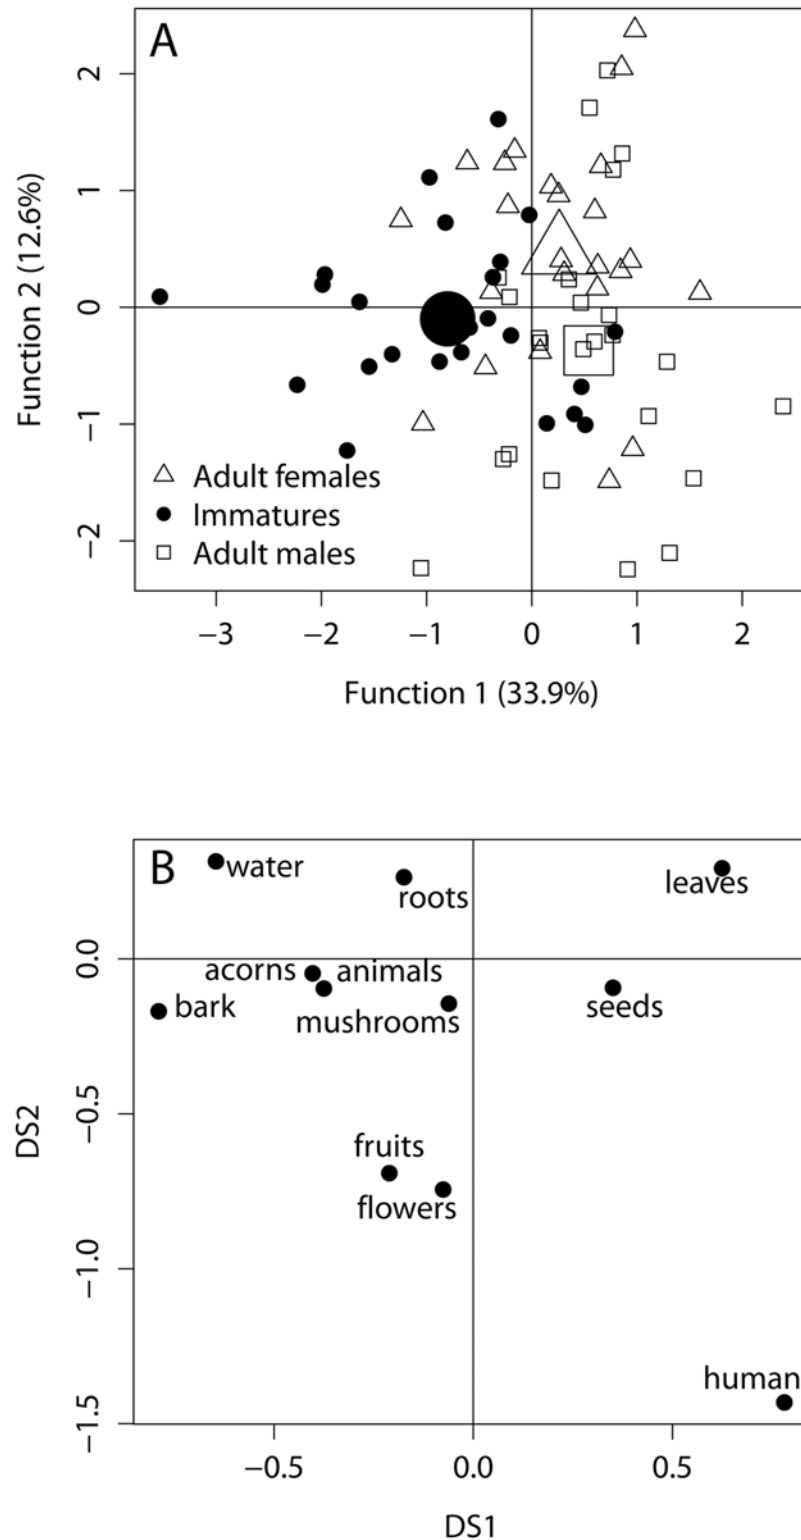 A
2
1
0
−1
−2
Function 2 (12.6%)
Adult females
Immatures
Adult males
−3
−2
−1
0
1
2
Function 1 (33.9%)
B
water
roots
leaves
acorns
animals
bark
mushrooms
seeds
fruits
flowers
human
0.0
−0.5
−1.0
−1.5
DS2
−0.5
0.0
0.5
DS1